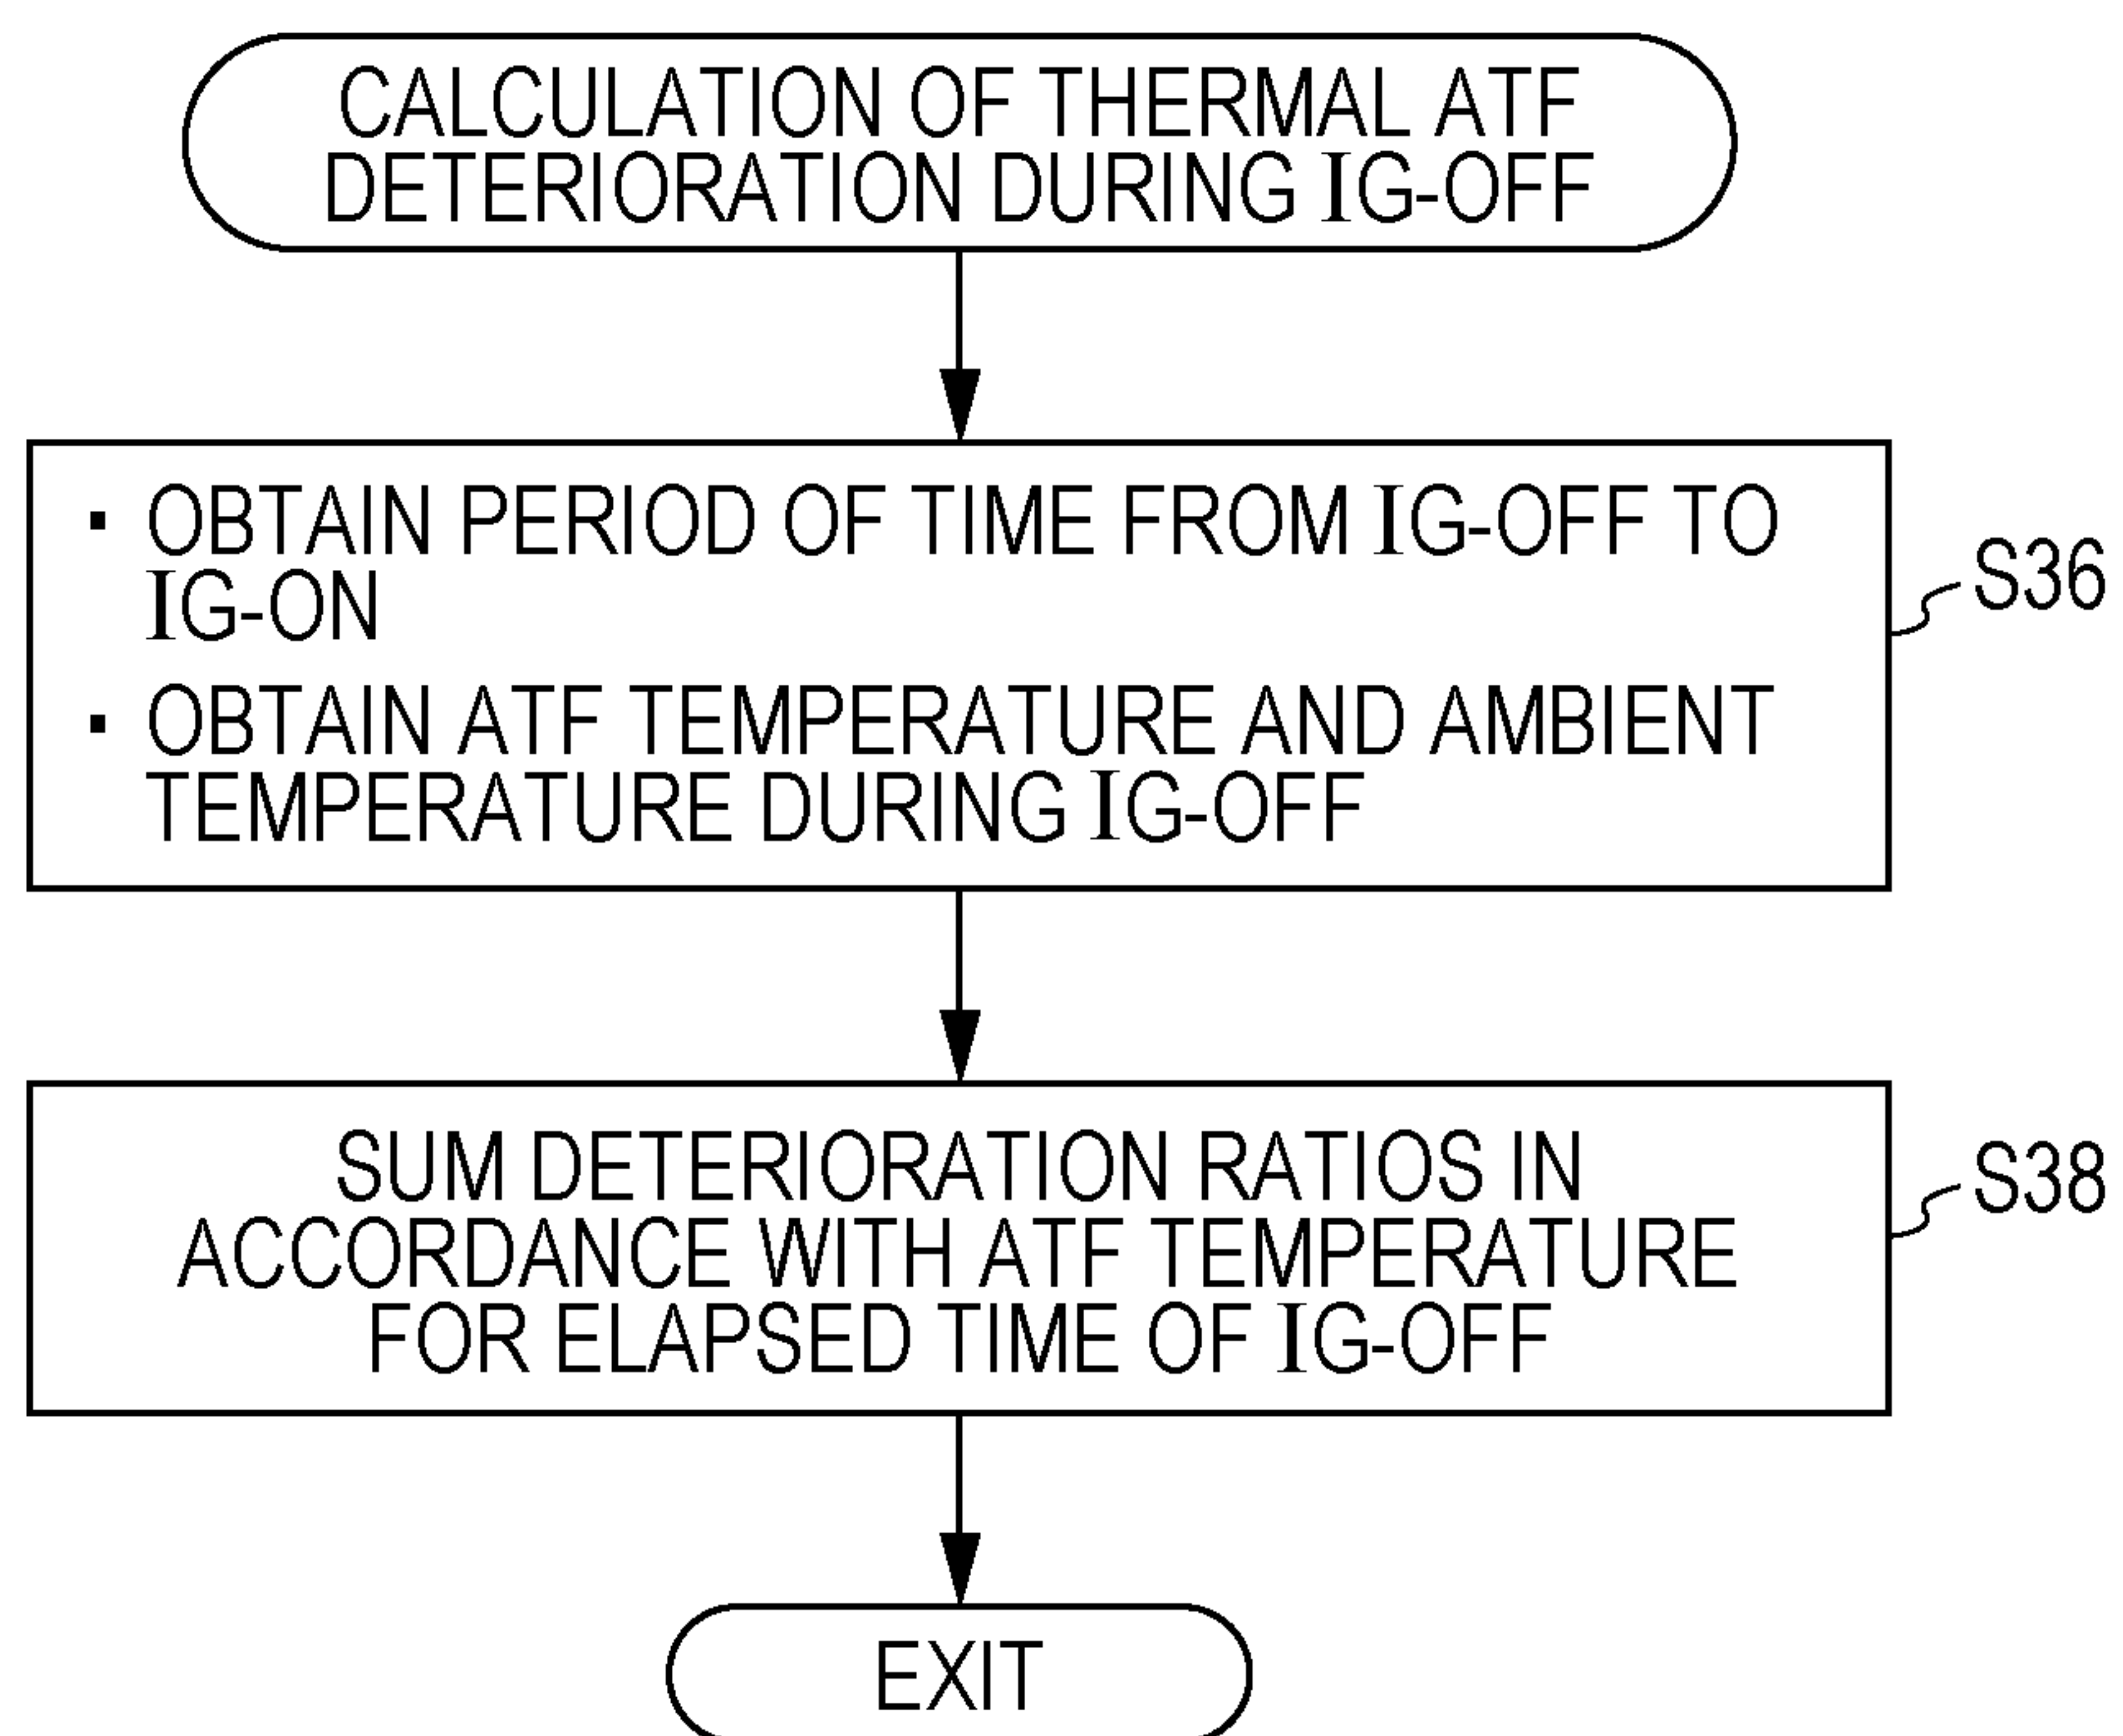 CALCULATION OF THERMAL ATF
DETERIORATION DURING IG-OFF
▪ OBTAIN PERIOD OF TIME FROM IG-OFF TO
IG-ON
S36
▪ OBTAIN ATF TEMPERATURE AND AMBIENT
TEMPERATURE DURING IG-OFF
SUM DETERIORATION RATIOS IN
S38
ACCORDANCE WITH ATF TEMPERATURE
FOR ELAPSED TIME OF IG-OFF
EXIT